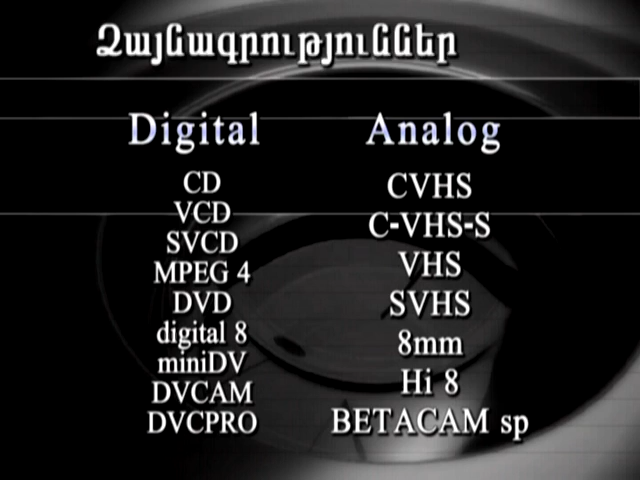 Ձայնագրություններ
Digital
CD
VCD
SVCD
MPEG 4
DVD
digital 8
miniDV
DVCAM
DVCPRO
Analog
CVHS
C-VHS-S
VHS
SVHS
8mm
Hi 8
BETACAM sp